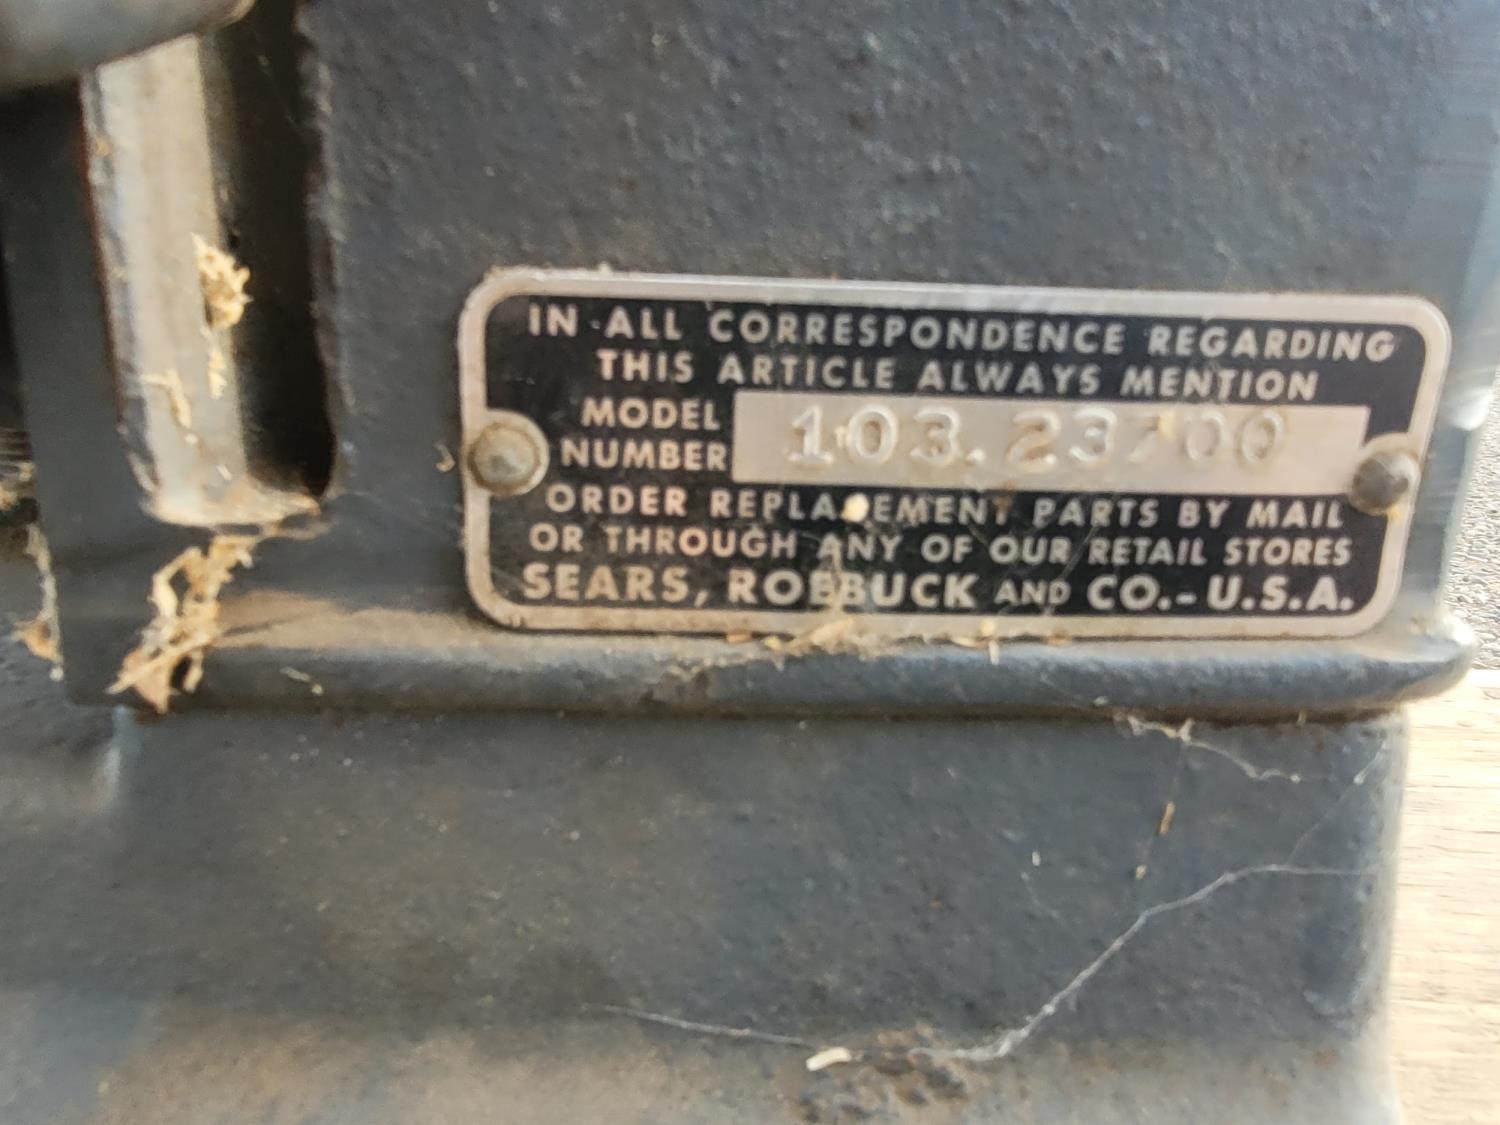 IN ALL CORRESPONDENCE REGARDING
THIS ARTICLE ALWAYS MENTION
MODEL NUMBER 103.23700
ORDER REPLACEMENT PARTS BY MAIL
OR THROUGH ANY OF OUR RETAIL STORES
SEARS, ROEBUCK AND CO.-U.S.A.